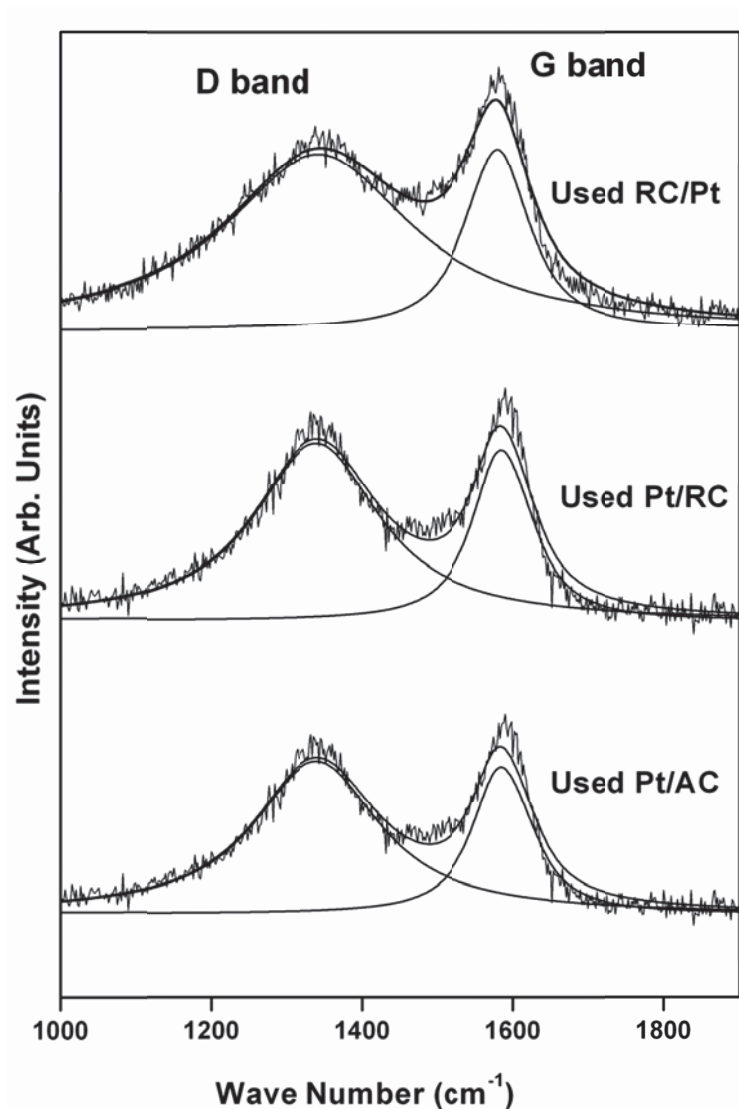 D band
G band
Used RC/Pt
Used Pt/RC
Used Pt/AC
Intensity (Arb. Units)
1000 1200 1400 1600 1800
Wave Number (cm⁻¹)